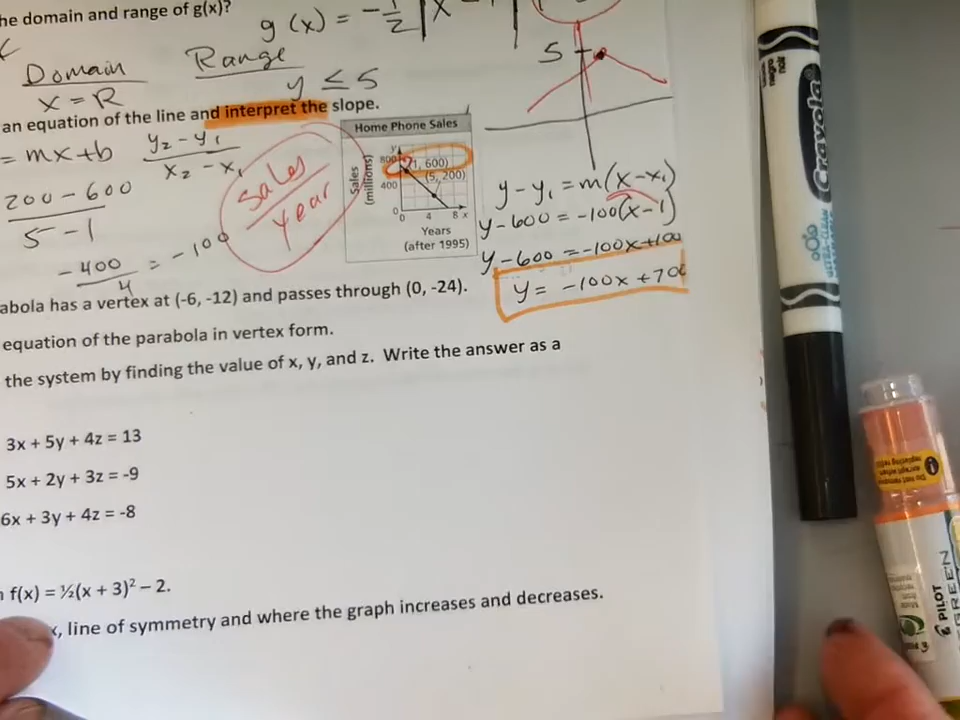 he domain and range of g(x)?
g(x) = -1/2 |x -
Domain
Range
x = R
y ≤ 5
5
an equation of the line and interpret the slope.
= mx+b
y₂ - y₁
x₂ - x₁
200 - 600
5 - 1
-400
4
= -100
Sales
Year
Home Phone Sales
Sales
(millions)
y
800
400
0
(1, 600)
(5, 200)
0 4 8 x
Years
(after 1995)
y - y₁ = m(x - x₁)
y - 600 = -100(x - 1)
y - 600 = -100x + 100
y = -100x + 700
abola has a vertex at (-6, -12) and passes through (0, -24).
equation of the parabola in vertex form.
the system by finding the value of x, y, and z. Write the answer as a
3x + 5y + 4z = 13
5x + 2y + 3z = -9
6x + 3y + 4z = -8
f(x) = ½(x + 3)² – 2.
x, line of symmetry and where the graph increases and decreases.
Crayola
PILOT
GREEN